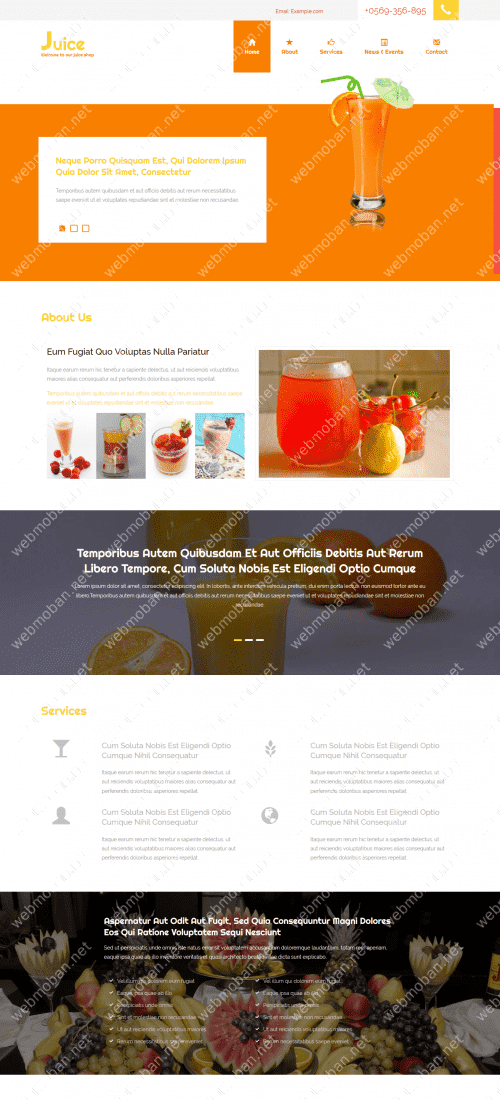 Email: Example.com
+0569-356-895
Juice
Welcome to our juice shop
Home
About
Services
News & Events
Contact
Neque Porro Quisquam Est, Qui Dolorem Ipsum
Quia Dolor Sit Amet, Consectetur
Temporibus autem quibusdam et aut officiis debitis aut rerum necessitatibus
saepe eveniet ut et voluptates repudiandae sint et molestiae non recusandae.
About Us
Eum Fugiat Quo Voluptas Nulla Pariatur
Itaque earum rerum hic tenetur a sapiente delectus, ut aut reiciendis voluptatibus
maiores alias consequatur aut perferendis doloribus asperiores repellat.
Temporibus autem quibusdam et aut officiis debitis aut rerum necessitatibus saepe
eveniet ut et voluptates repudiandae sint et molestiae non recusandae.
Temporibus Autem Quibusdam Et Aut Officiis Debitis Aut Rerum
Libero Tempore, Cum Soluta Nobis Est Eligendi Optio Cumque
Lorem ipsum dolor sit amet, consectetur adipiscing elit. In lobortis, ante interdum vehicula pretium, dui enim porta lectus, non euismod tortor ante eu
libero.Temporibus autem quibusdam et aut officiis debitis aut rerum necessitatibus saepe eveniet ut et voluptates repudiandae sint et molestiae non
recusandae
Services
Cum Soluta Nobis Est Eligendi Optio
Cumque Nihil Consequatur
Itaque earum rerum hic tenetur a sapiente delectus, ut
aut reiciendis voluptatibus maiores alias consequatur aut
perferendis doloribus asperiores repellat.
Cum Soluta Nobis Est Eligendi Optio
Cumque Nihil Consequatur
Itaque earum rerum hic tenetur a sapiente delectus, ut
aut reiciendis voluptatibus maiores alias consequatur aut
perferendis doloribus asperiores repellat.
Cum Soluta Nobis Est Eligendi Optio
Cumque Nihil Consequatur
Itaque earum rerum hic tenetur a sapiente delectus, ut
aut reiciendis voluptatibus maiores alias consequatur aut
perferendis doloribus asperiores repellat.
Cum Soluta Nobis Est Eligendi Optio
Cumque Nihil Consequatur
Itaque earum rerum hic tenetur a sapiente delectus, ut
aut reiciendis voluptatibus maiores alias consequatur aut
perferendis doloribus asperiores repellat.
Aspernatur Aut Odit Aut Fugit, Sed Quia Consequuntur Magni Dolores
Eos Qui Ratione Voluptatem Sequi Nesciunt
Sed ut perspiciatis unde omnis iste natus error sit voluptatem accusantium doloremque laudantium, totam rem aperiam,
eaque ipsa quae ab illo inventore veritatis et quasi architecto beatae vitae dicta sunt explicabo.
Vel illum qui dolorem eum fugiat
Eaque ipsa quae ab illo
Perspiciatis unde omnis
Sint et molestiae non recusandae
Ut aut reiciendis voluptates maiores
Rerum necessitatibus saepe eveniet
Vel illum qui dolorem eum fugiat
Eaque ipsa quae ab illo
Perspiciatis unde omnis
Sint et molestiae non recusandae
Ut aut reiciendis voluptates maiores
Rerum necessitatibus saepe eveniet
webmoban.net